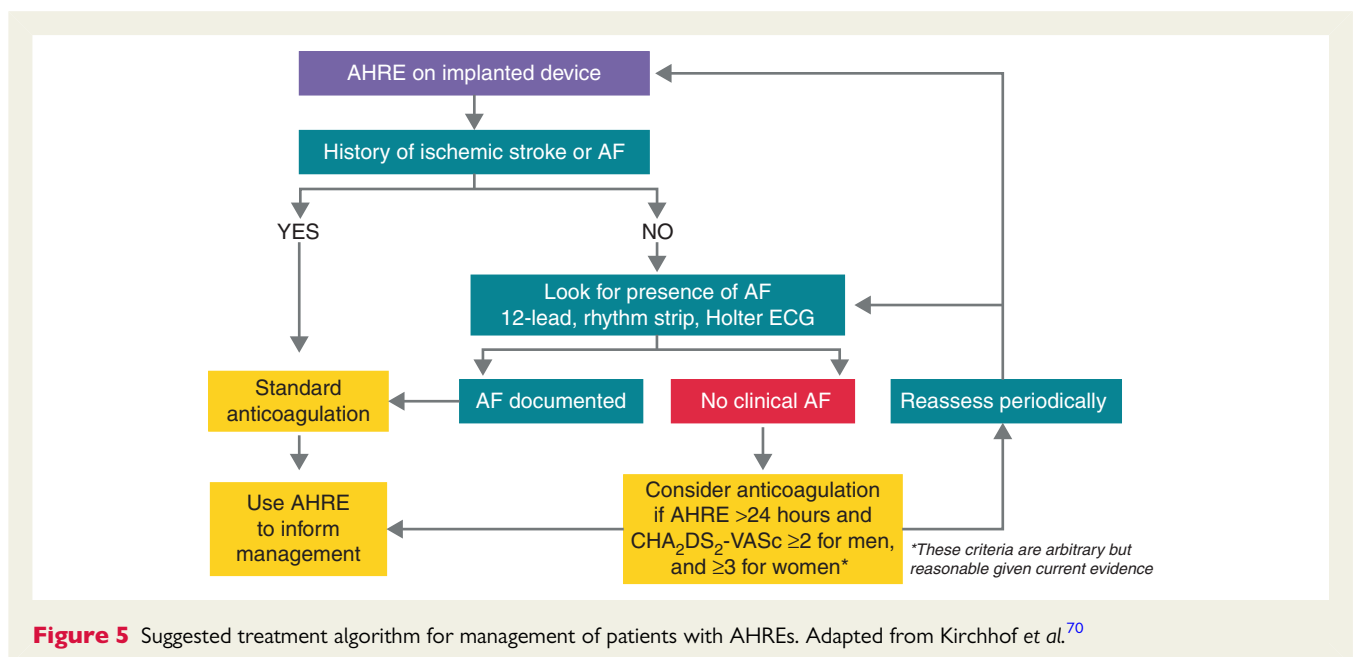 AHRE on implanted device
History of ischemic stroke or AF
YES
NO
Look for presence of AF
12-lead, rhythm strip, Holter ECG
Standard
anticoagulation
AF documented
No clinical AF
Reassess periodically
Use AHRE
to inform
management
Consider anticoagulation
if AHRE >24 hours and
CHA₂DS₂-VASc ≥2 for men,
and ≥3 for women*
*These criteria are arbitrary but
reasonable given current evidence
Figure 5 Suggested treatment algorithm for management of patients with AHREs. Adapted from Kirchhof et al.⁷⁰